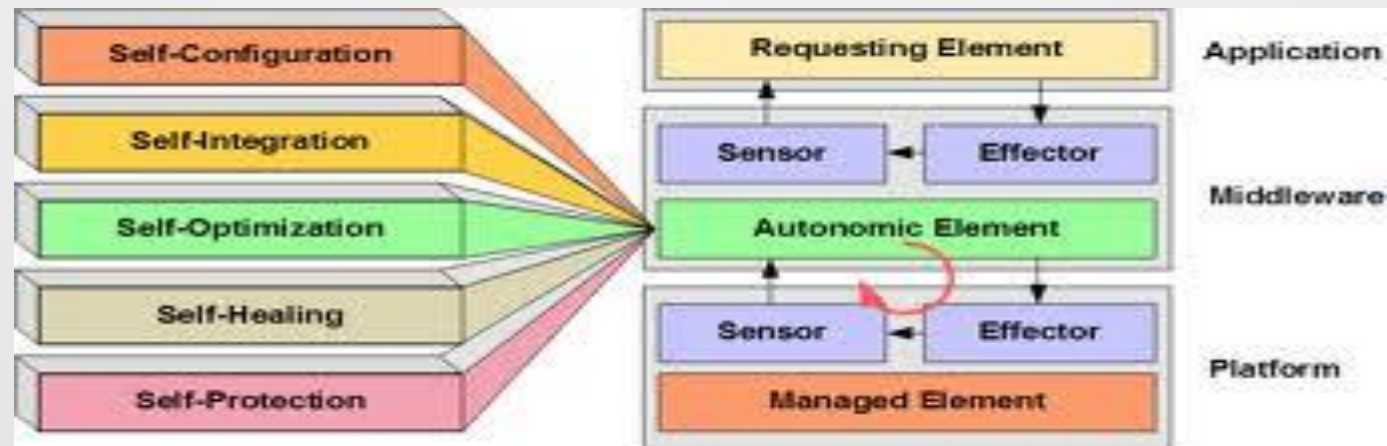 Self-Configuration
Self-Integration
Self-Optimization
Self-Healing
Self-Protection
Requesting Element
Application
Sensor
Effector
Middleware
Autonomic Element
Sensor
Effector
Platform
Managed Element